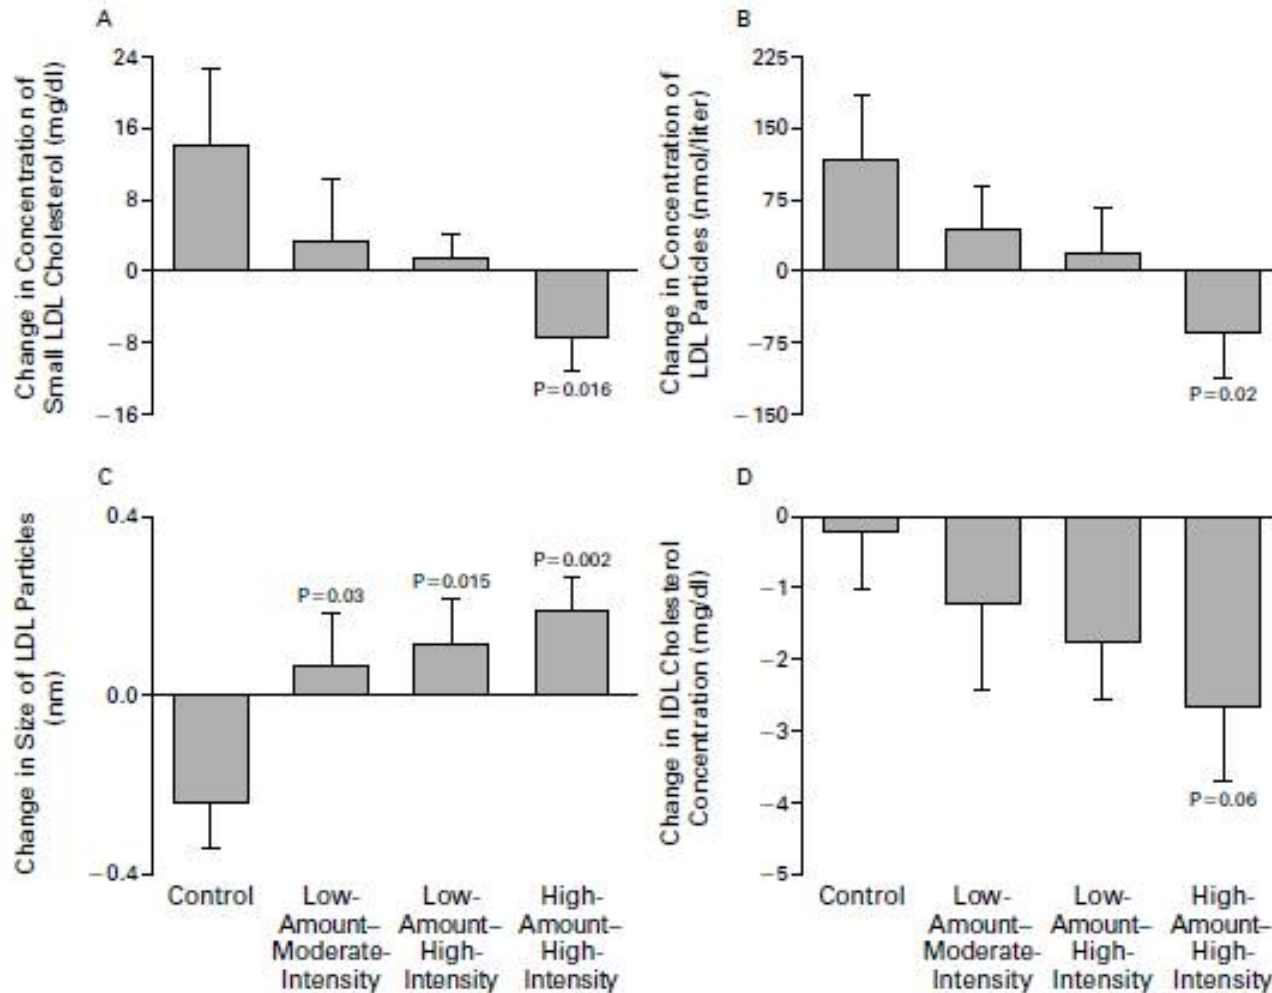 A
Change in Concentration of
Small LDL Cholesterol (mg/dl)
24
16
8
0
−8
−16
P=0.016
B
Change in Concentration of
LDL Particles (nmol/liter)
225
150
75
0
−75
−150
P=0.02
C
Change in Size of LDL Particles
(nm)
0.4
0.0
−0.4
P=0.03
P=0.015
P=0.002
Control
Low-
Amount–
Moderate-
Intensity
Low-
Amount–
High-
Intensity
High-
Amount–
High-
Intensity
D
Change in IDL Cholesterol
Concentration (mg/dl)
0
−1
−2
−3
−4
−5
P=0.06
Control
Low-
Amount–
Moderate-
Intensity
Low-
Amount–
High-
Intensity
High-
Amount–
High-
Intensity